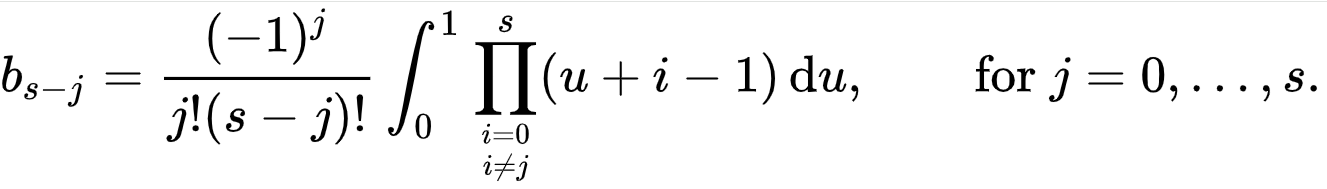 b_{s-j} = \frac{(-1)^j}{j!(s-j)!} \int_0^1 \prod_{\substack{i=0 \\ i \neq j}}^{s} (u+i-1) \, \mathrm{d}u, \qquad \text{for } j = 0, \ldots, s.